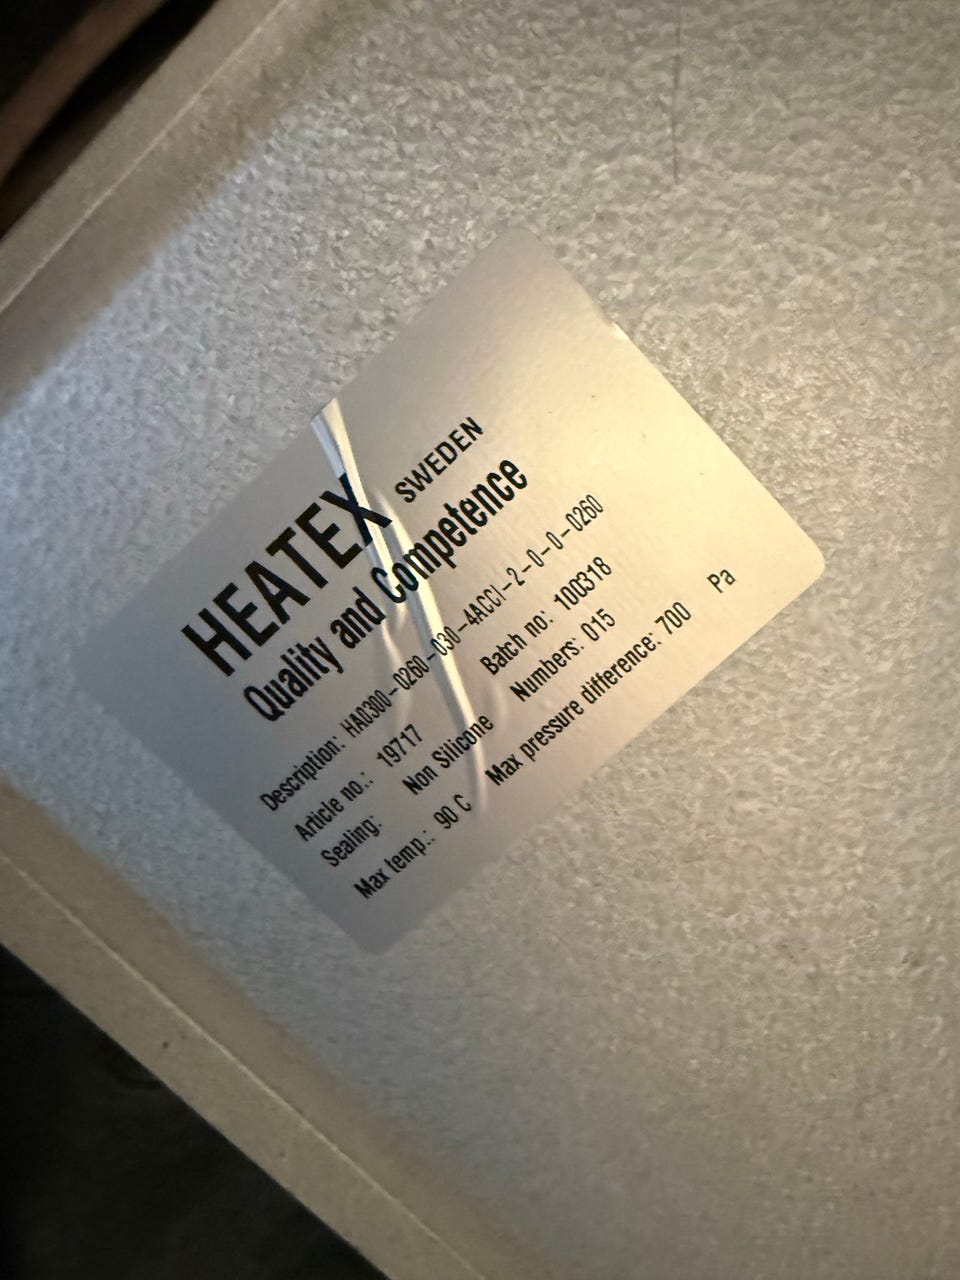 HEATEX SWEDEN
Quality and Competence
Description: HA0300-0260-030-4ACCI-2-0-0-0260
Article no.: 19717 Batch no: 100318
Sealing: Non Silicone Numbers: 015
Max temp.: 90 C Max pressure difference: 700 Pa